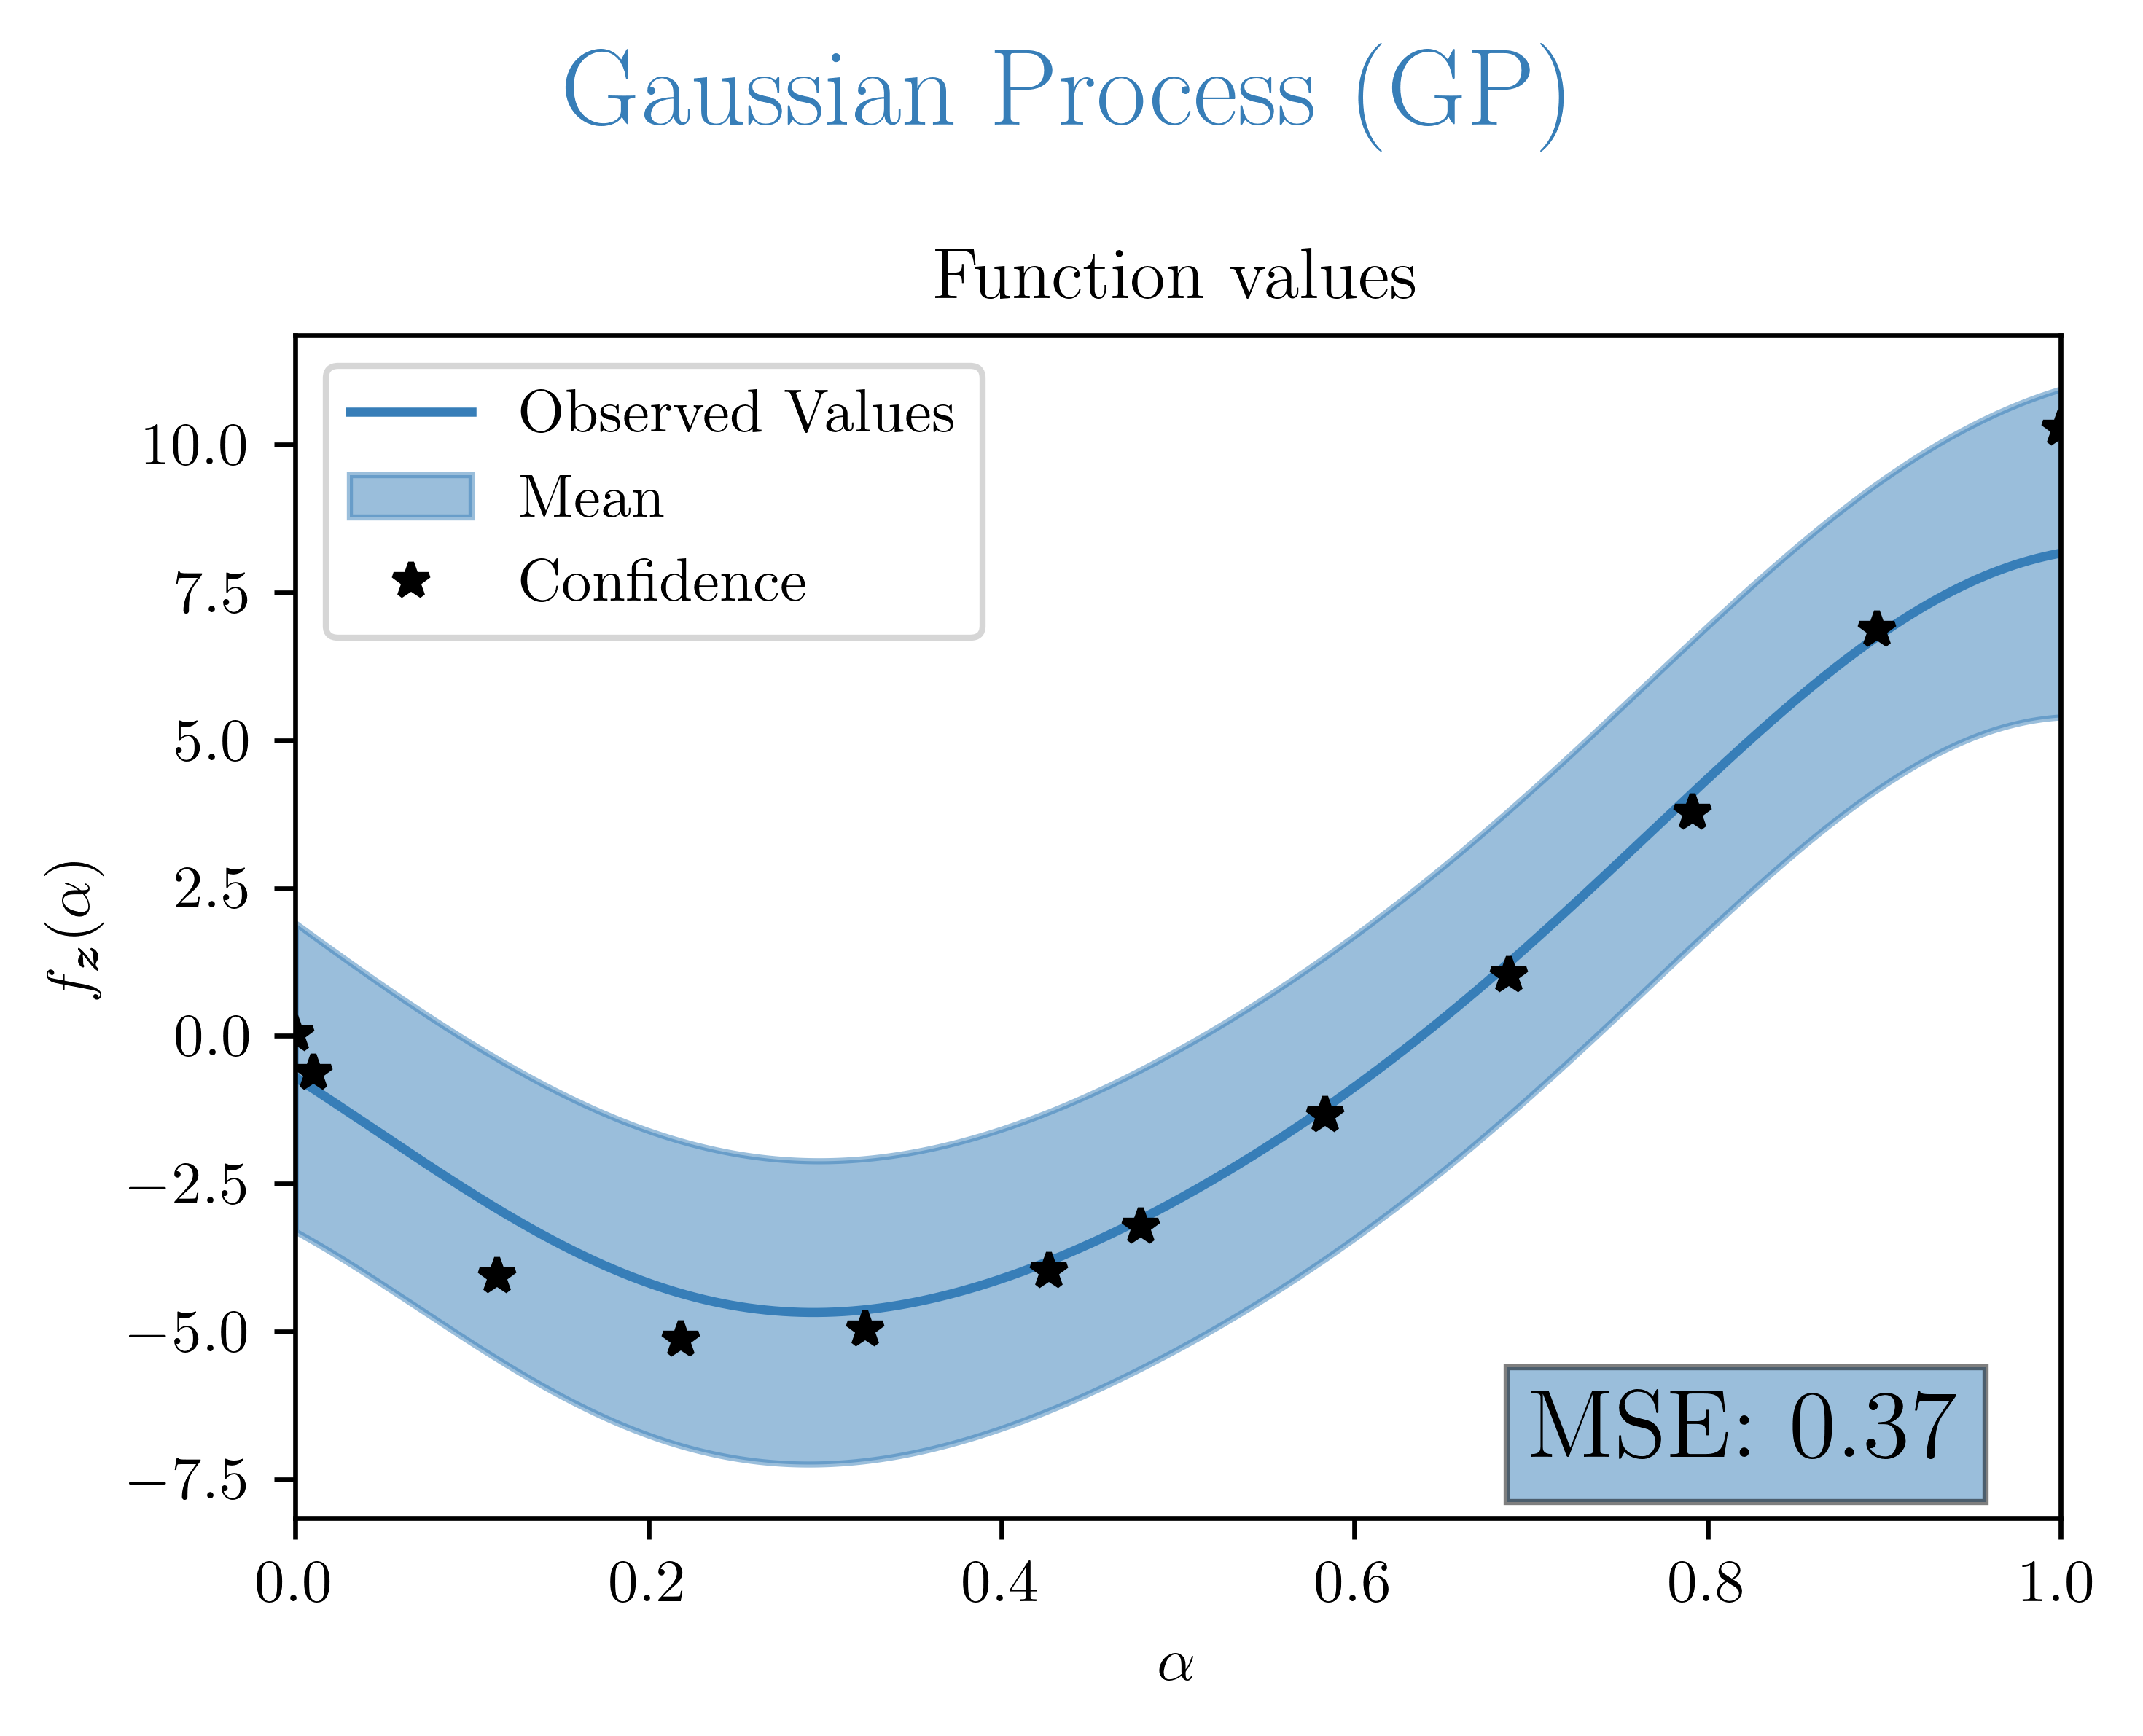 Gaussian Process (GP)
Function values
Observed Values
Mean
Confidence
10.0
7.5
5.0
2.5
0.0
−2.5
−5.0
−7.5
f_z(α)
MSE: 0.37
0.0 0.2 0.4 0.6 0.8 1.0
α